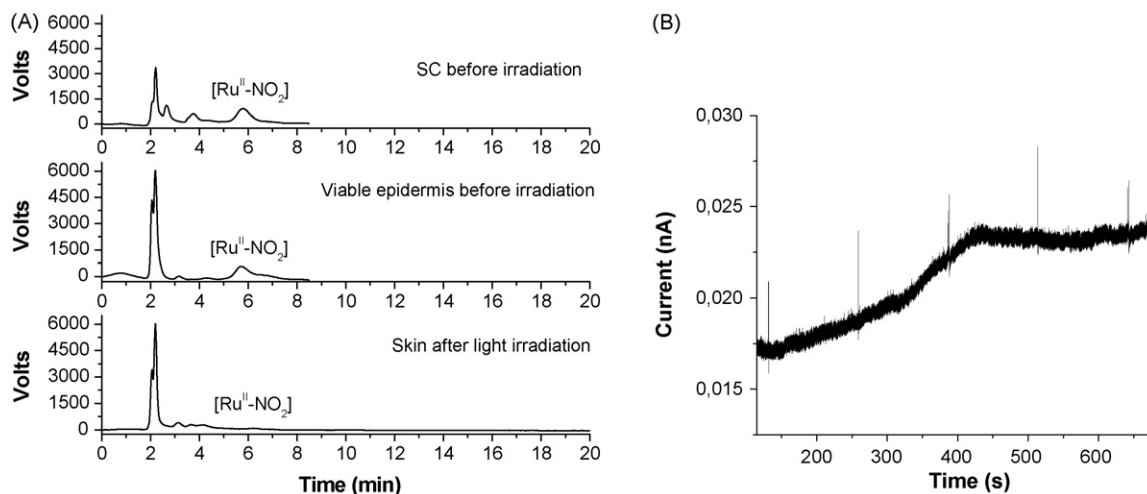 (A)
6000
4500
3000
1500
0
Volts
SC before irradiation
[Ru^II-NO₂]
0 2 4 6 8 10 12 14 16 18 20
6000
4500
3000
1500
0
Volts
Viable epidermis before irradiation
[Ru^II-NO₂]
0 2 4 6 8 10 12 14 16 18 20
6000
4500
3000
1500
0
Volts
Skin after light irradiation
[Ru^II-NO₂]
0 2 4 6 8 10 12 14 16 18 20
Time (min)
(B)
0,030
0,025
0,020
0,015
Current (nA)
200 300 400 500 600
Time (s)